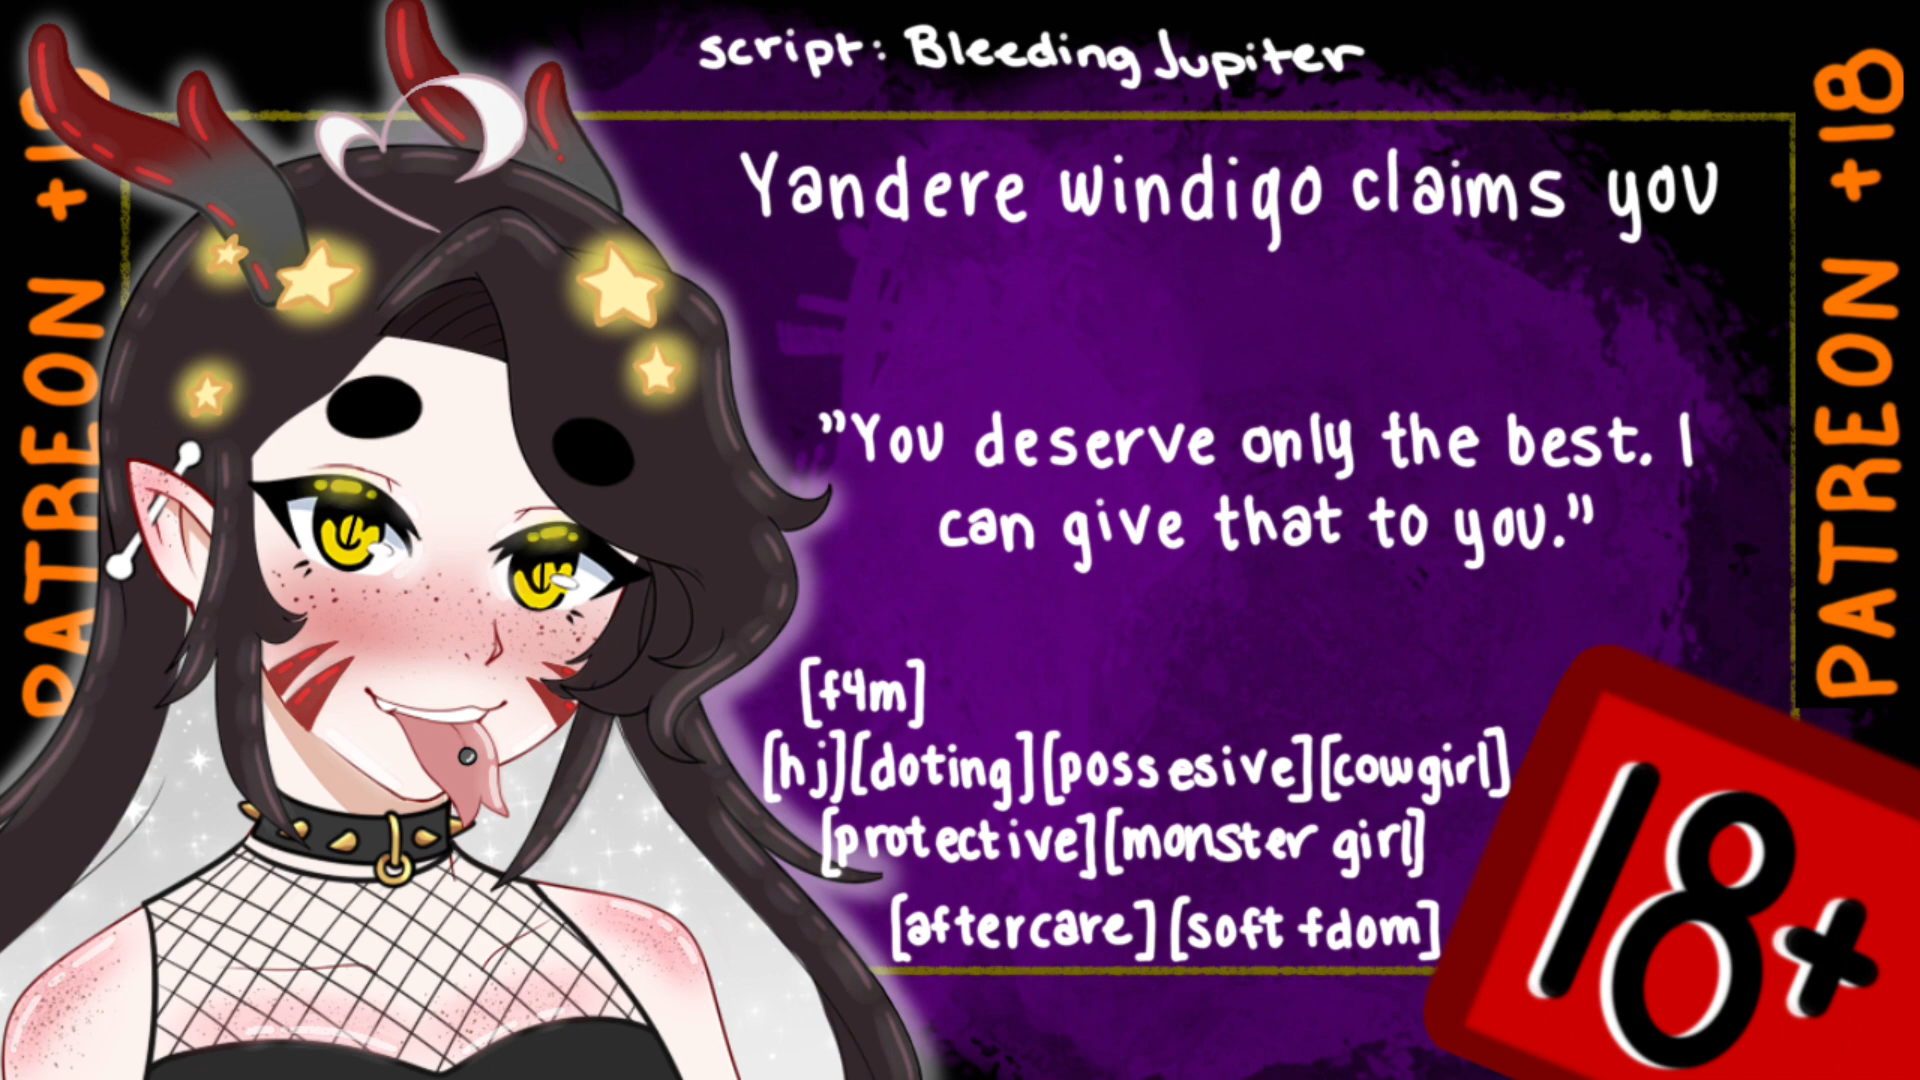 script: Bleeding Jupiter
PATREON +18
PATREON +18
Yandere windigo claims you
"You deserve only the best. I
can give that to you."
[f4m]
[hj][doting][possesive][cowgirl]
[protective][monster girl]
[aftercare][soft fdom]
18+